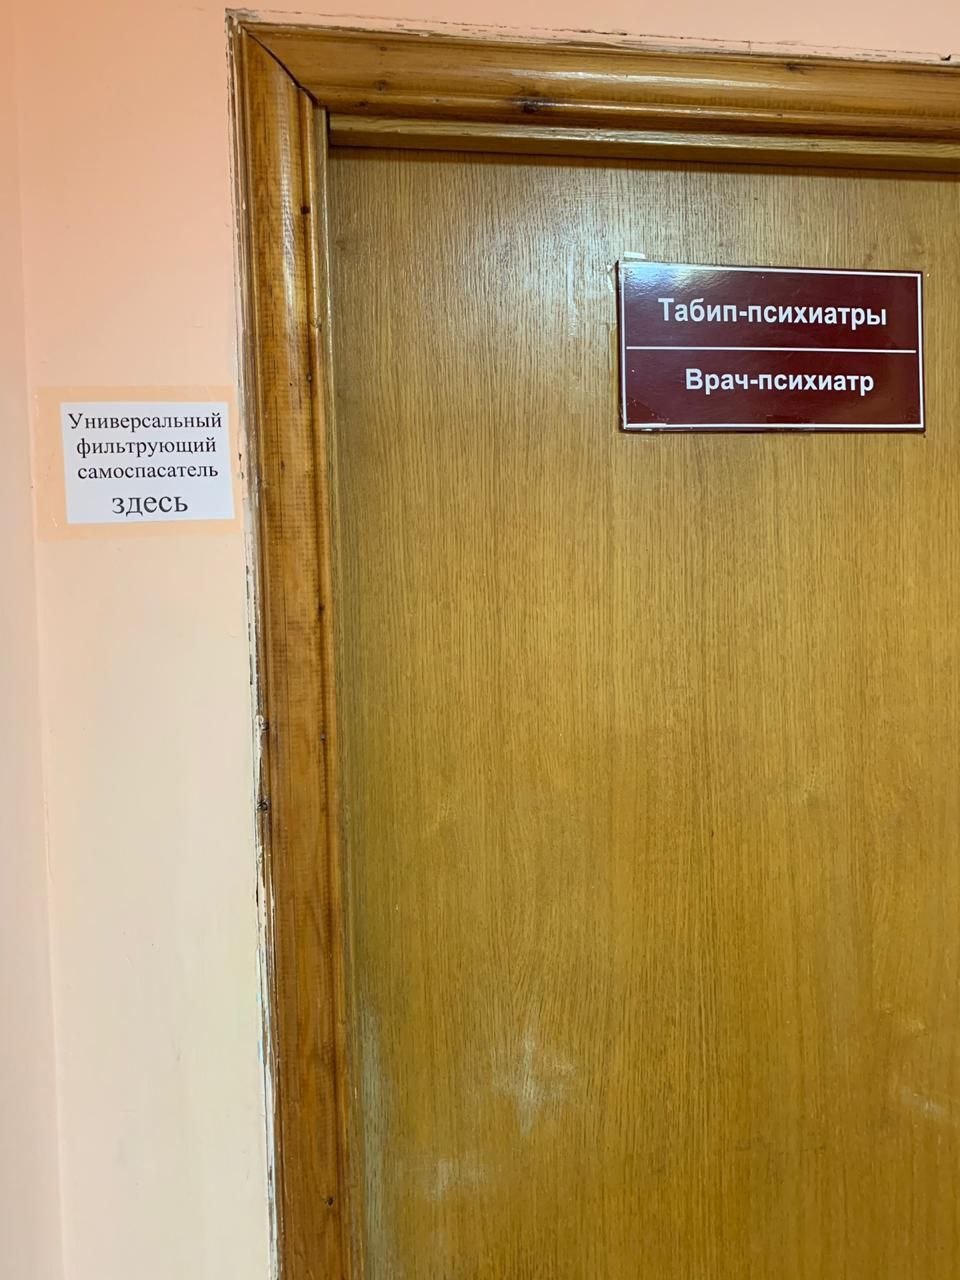 Универсальный
фильтрующий
самоспасатель
здесь
Табип-психиатры
Врач-психиатр